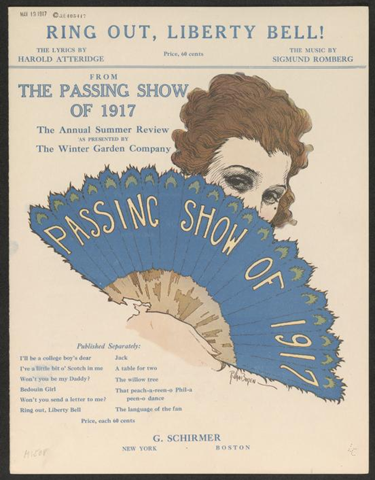 MAY 19 1917 ©
RING OUT, LIBERTY BELL!
THE LYRICS BY
HAROLD ATTERIDGE
Price, 60 cents
THE MUSIC BY
SIGMUND ROMBERG
FROM
THE PASSING SHOW
OF 1917
The Annual Summer Review
AS PRESENTED BY
The Winter Garden Company
PASSING SHOW OF 1917
Published Separately:
I'll be a college boy's dear
I've a little bit o' Scotch in me
Won't you be my Daddy?
Bedouin Girl
Won't you send a letter to me?
Ring out, Liberty Bell
Jack
A table for two
The willow tree
That peach-a-reen-o Phil-a
peen-o dance
The language of the fan
Price, each 60 cents
G. SCHIRMER
NEW YORK · BOSTON